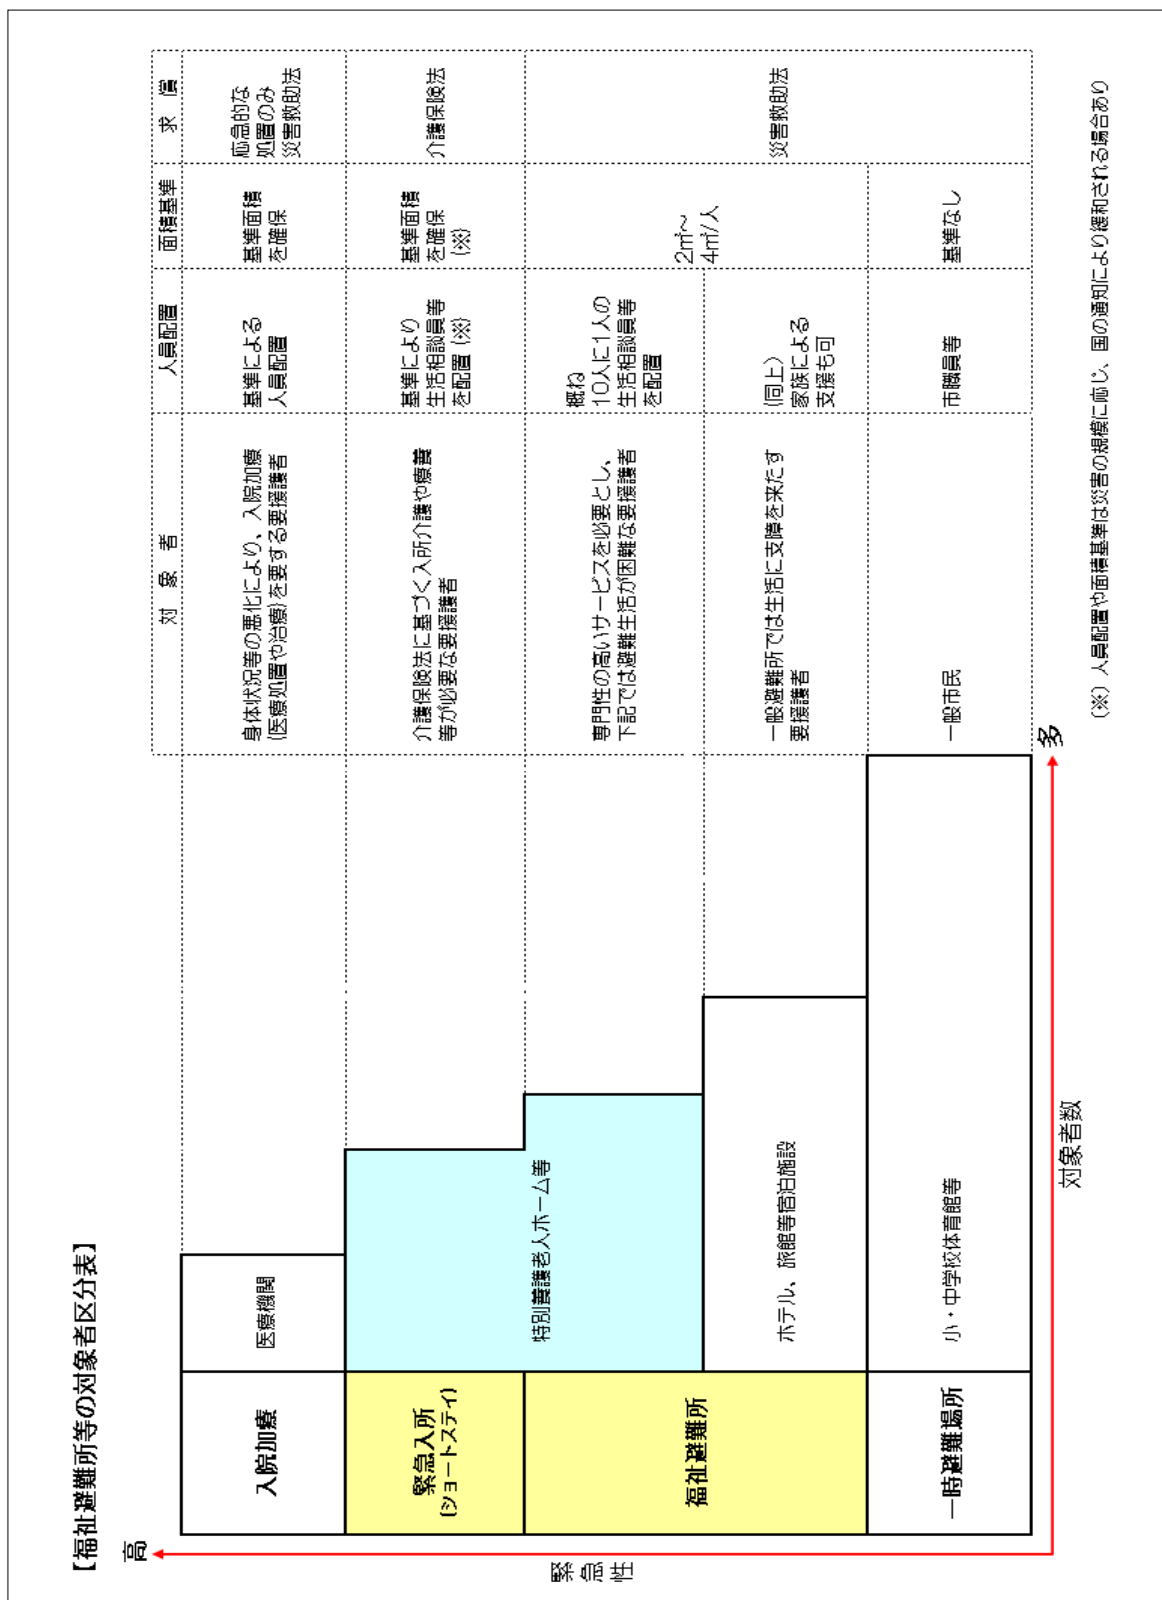 【福祉避難所等の対象者区分表】
高
緊急性
対象者
人員配置
面積基準
求償
入院加療
医療機関
身体状況等の悪化により、入院加療
(医療処置や治療)を要する要援護者
基準による
人員配置
基準面積
を確保
応急的な
処置のみ
災害救助法
緊急入所
(ショートステイ)
特別養護老人ホーム等
介護保険法に基づく入所介護や療養
等が必要な要援護者
基準により
生活相談員等
を配置(※)
基準面積
を確保
(※)
介護保険法
福祉避難所
専門性の高いサービスを必要とし、
下記では避難生活が困難な要援護者
概ね
10人に1人の
生活相談員等
を配置
2㎡～
4㎡/人
災害救助法
ホテル、旅館等宿泊施設
一般避難所では生活に支障を来たす
要援護者
(同上)
家族による
支援も可
一時避難場所
小・中学校体育館等
一般市民
市職員等
基準なし
対象者数
多
(※)人員配置や面積基準は災害の規模に応じ、国の通知により緩和される場合あり